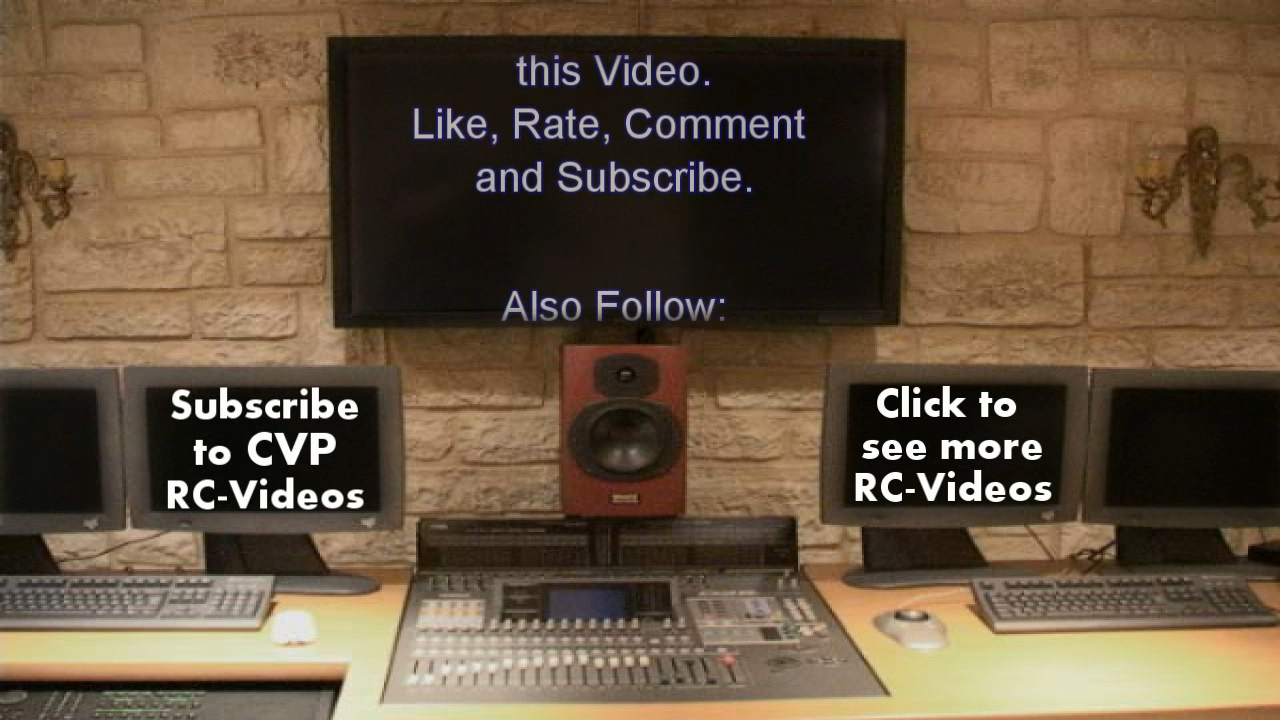 this Video.
Like, Rate, Comment
and Subscribe.
Also Follow:
Subscribe
to CVP
RC-Videos
Click to
see more
RC-Videos